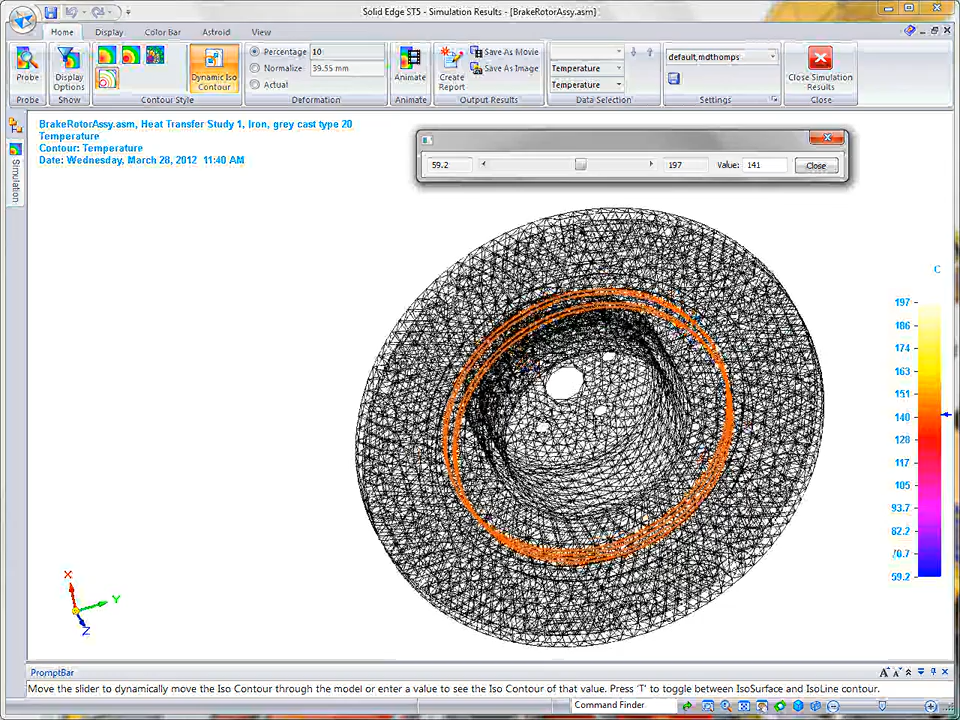 Solid Edge ST5 - Simulation Results - [BrakeRotorAssy.asm]
Home Display Color Bar Astroid View
Probe
Display Options
Dynamic Iso Contour
Percentage 10
Normalize: 39.55 mm
Actual
Animate
Create Report
Save As Movie
Save As Image
Temperature
Temperature
default,mdthomps
Close Simulation Results
Probe Show Contour Style Deformation Animate Output Results Data Selection Settings Close
Simulation
BrakeRotorAssy.asm, Heat Transfer Study 1, Iron, grey cast type 20
Temperature
Contour: Temperature
Date: Wednesday, March 28, 2012 11:40 AM
59.2 197 Value: 141 Close
C
197
186
174
163
151
140
128
117
105
93.7
82.2
70.7
59.2
X
Y
Z
PromptBar
Move the slider to dynamically move the Iso Contour through the model or enter a value to see the Iso Contour of that value. Press 'T' to toggle between IsoSurface and IsoLine contour.
Command Finder